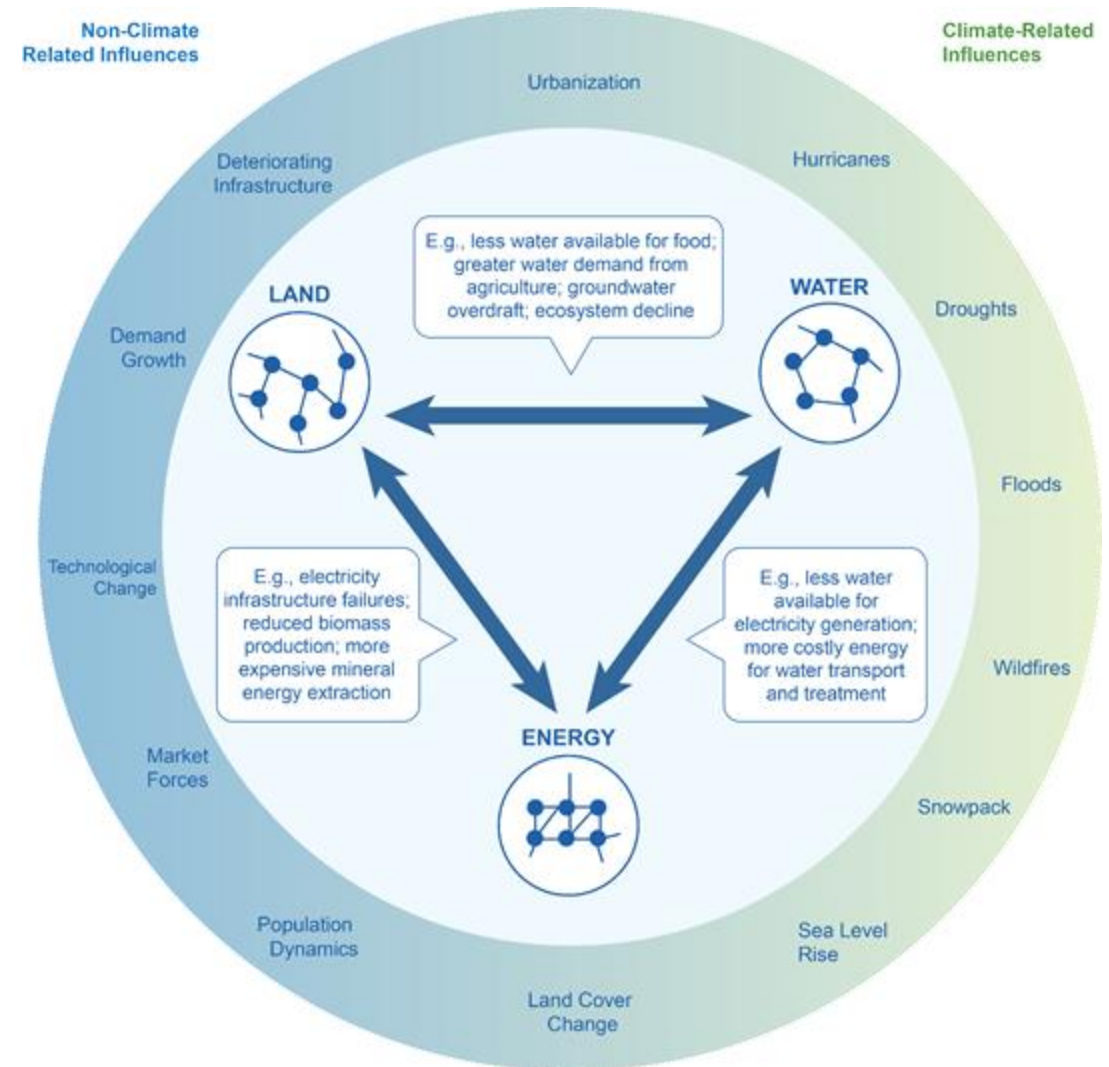 Non-Climate
Related Influences
Climate-Related
Influences
Urbanization
Deteriorating
Infrastructure
Hurricanes
E.g., less water available for food;
greater water demand from
agriculture; groundwater
overdraft; ecosystem decline
LAND
WATER
Demand
Growth
Droughts
Floods
Technological
Change
E.g., electricity
infrastructure failures;
reduced biomass
production; more
expensive mineral
energy extraction
E.g., less water
available for
electricity generation;
more costly energy
for water transport
and treatment
Wildfires
ENERGY
Market
Forces
Snowpack
Population
Dynamics
Sea Level
Rise
Land Cover
Change